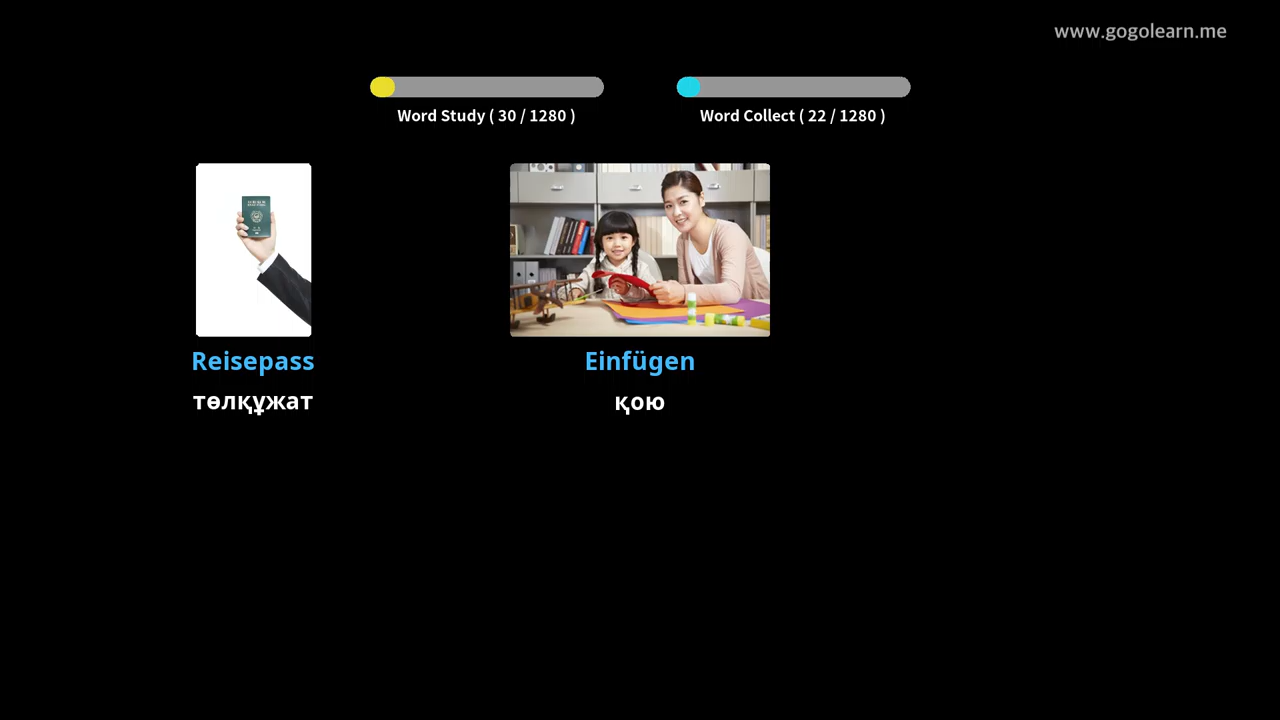 www.gogolearn.me
Word Study ( 30 / 1280 )
Word Collect ( 22 / 1280 )
Reisepass
Einfügen
төлқұжат
қою